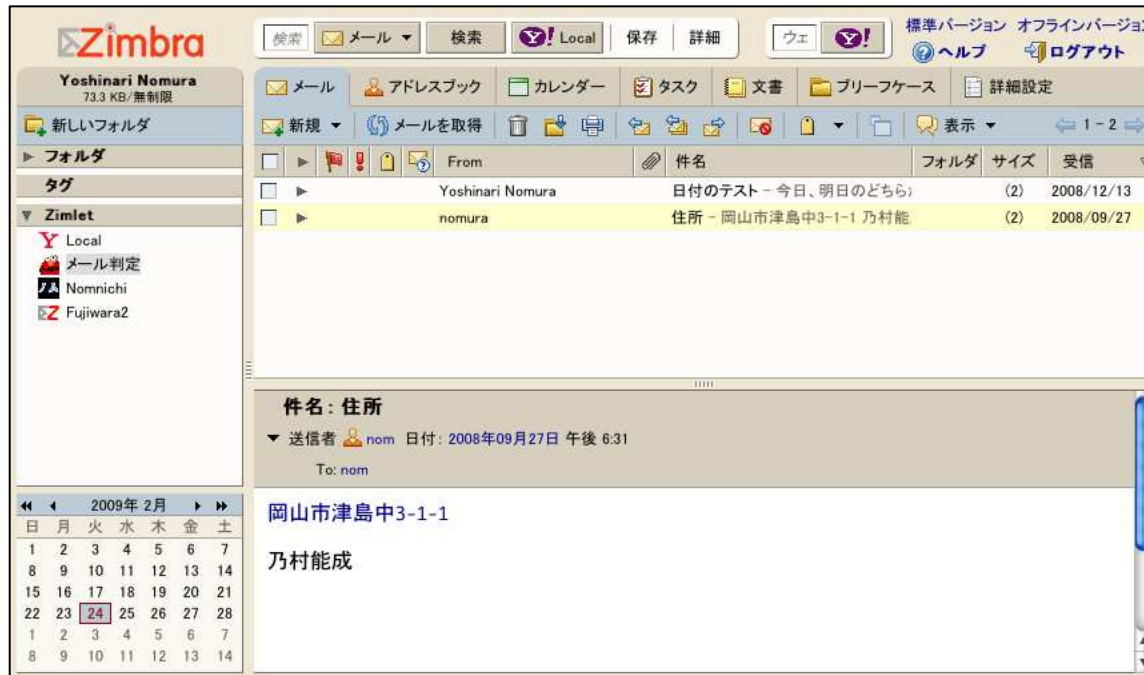 Zimbra
検索 メール 検索 Y! Local 保存 詳細 ウェ Y! 標準バージョン オフラインバージョン
ヘルプ ログアウト
Yoshinari Nomura
73.3 KB/無制限
メール アドレスブック カレンダー タスク 文書 ブリーフケース 詳細設定
新しいフォルダ
新規 メールを取得 表示 1 - 2
フォルダ
From 件名 フォルダ サイズ 受信
タグ
Yoshinari Nomura 日付のテスト - 今日、明日のどちら (2) 2008/12/13
Zimlet
nomura 住所 - 岡山市津島中3-1-1 乃村能 (2) 2008/09/27
Local
メール判定
Nomnichi
Fujiwara2
件名: 住所
送信者 nom 日付: 2008年09月27日 午後 6:31
To: nom
岡山市津島中3-1-1
乃村能成
2009年 2月
日 月 火 水 木 金 土
1 2 3 4 5 6 7
8 9 10 11 12 13 14
15 16 17 18 19 20 21
22 23 24 25 26 27 28
1 2 3 4 5 6 7
8 9 10 11 12 13 14